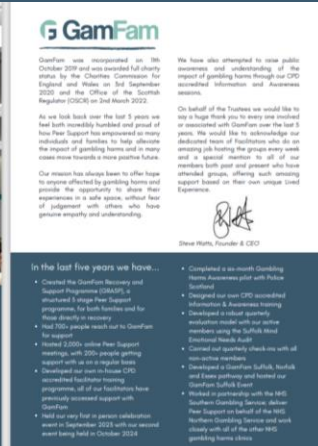 GamFam
GamFam was incorporated on 11th
October 2019 and was awarded full charity
status by the Charities Commission for
England and Wales on 3rd September
2020 and the Office of the Scottish
Regulator (OSCR) on 2nd March 2022.
As we look back over the last 5 years we
feel both incredibly humbled and proud of
how Peer Support has empowered so many
individuals and families to help alleviate
the impact of gambling harms and in many
cases move towards a more positive future.
Our mission has always been to offer hope
to anyone affected by gambling harms and
provide the opportunity to share their
experiences in a safe space, without fear
of judgement with others who have
genuine empathy and understanding.
We have also attempted to raise public
awareness and understanding of the
impact of gambling harms through our CPD
accredited Information and Awareness
sessions.
On behalf of the Trustees we would like to
say a huge thank you to every one involved
or associated with GamFam over the last 5
years. We would like to acknowledge our
dedicated team of Facilitators who do an
amazing job hosting the groups every week
and a special mention to all of our
members both past and present who have
attended groups, offering such amazing
support based on their own unique Lived
Experience.
Steve Watts, Founder & CEO
In the last five years we have...
• Created the GamFam Recovery and
Support Programme (GRASP), a
structured 5 stage Peer Support
programme, for both families and for
those directly in recovery
• Had 700+ people reach out to GamFam
for support
• Hosted 2,000+ online Peer Support
meetings, with 200+ people getting
support with us on a regular basis
• Developed our own in-house CPD
accredited facilitator training
programme, all of our facilitators have
previously accessed support with
GamFam
• Held our very first in person celebration
event in September 2023 with our second
event being held in October 2024
• Completed a six-month Gambling
Harms Awareness pilot with Police
Scotland
• Designed our own CPD accredited
Information & Awareness training
• Developed a robust quarterly
evaluation model with our active
members using the Suffolk Mind
Emotional Needs Audit
• Carried out quarterly check-ins with all
non-active members
• Developed a GamFam Suffolk, Norfolk
and Essex pathway and hosted our
GamFam Suffolk Event
• Worked in partnership with the NHS
Southern Gambling Service, deliver
Peer Support on behalf of the NHS
Northern Gambling Service and work
closely with all of the other NHS
gambling harms clinics